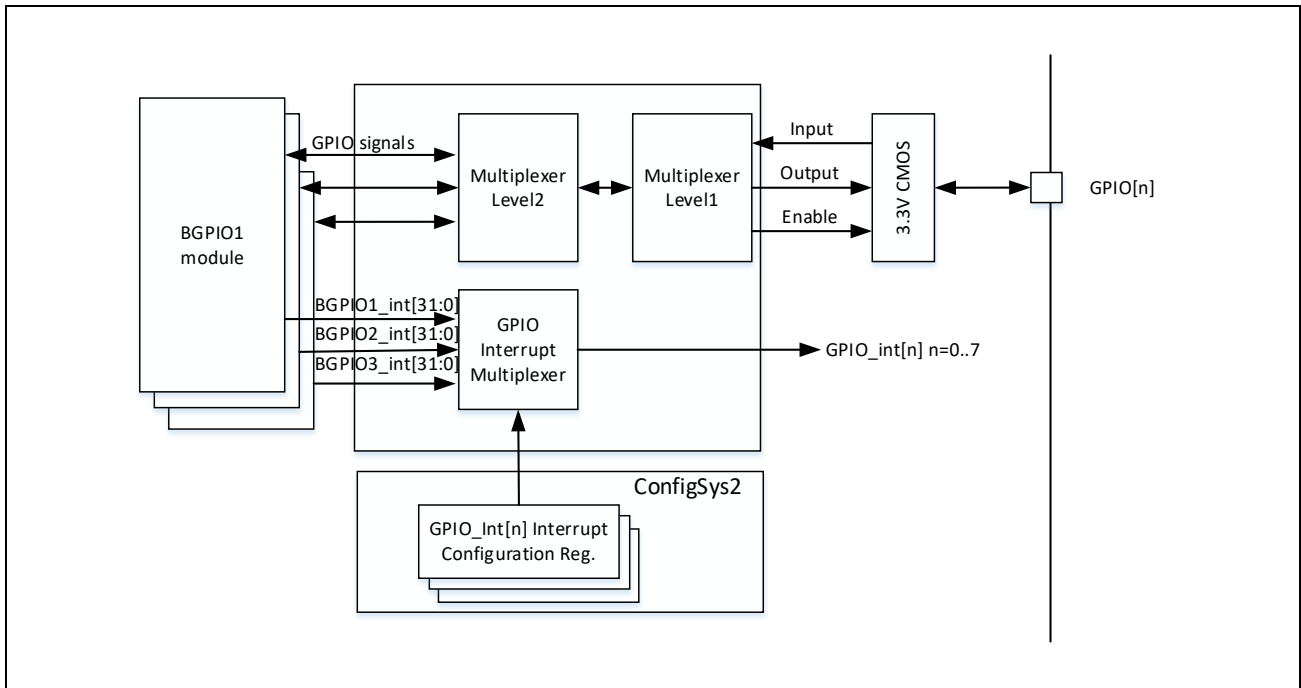 GPIO signals
Multiplexer
Level2
Multiplexer
Level1
Input
Output
Enable
3.3V CMOS
GPIO[n]
BGPIO1
module
BGPIO1_int[31:0]
BGPIO2_int[31:0]
BGPIO3_int[31:0]
GPIO
Interrupt
Multiplexer
GPIO_int[n] n=0..7
ConfigSys2
GPIO_Int[n] Interrupt
Configuration Reg.